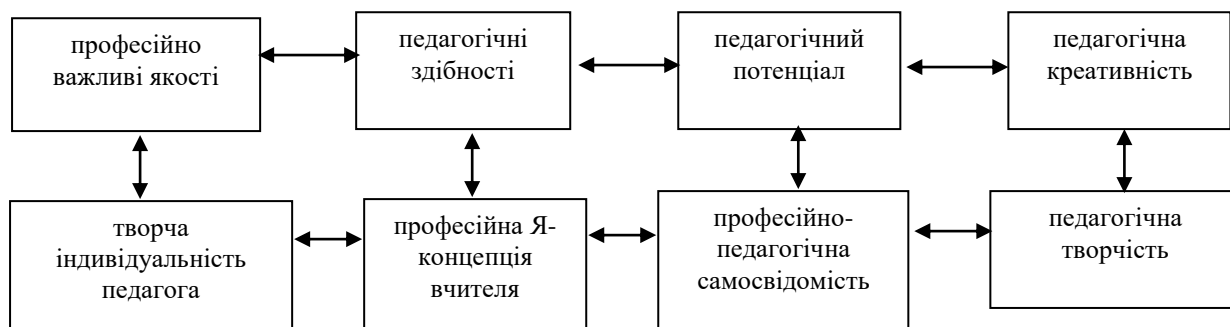 професійно
важливі якості
педагогічні
здібності
педагогічний
потенціал
педагогічна
креативність
творча
індивідуальність
педагога
професійна Я-
концепція
вчителя
професійно-
педагогічна
самосвідомість
педагогічна
творчість